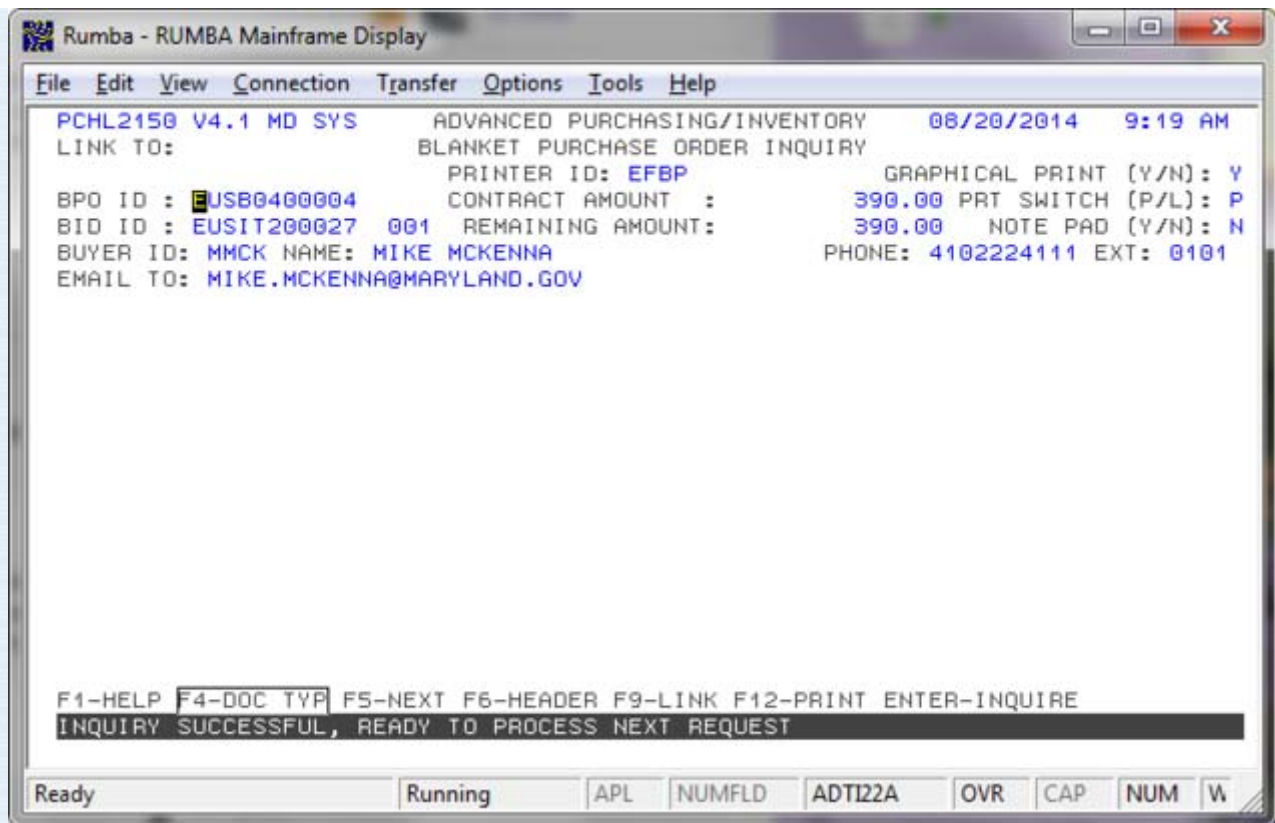 Rumba - RUMBA Mainframe Display
File Edit View Connection Transfer Options Tools Help
PCHL2150 V4.1 MD SYS ADVANCED PURCHASING/INVENTORY 08/20/2014 9:19 AM
LINK TO: BLANKET PURCHASE ORDER INQUIRY
PRINTER ID: EFBP GRAPHICAL PRINT (Y/N): Y
BPO ID : EUSB0400004 CONTRACT AMOUNT : 390.00 PRT SWITCH (P/L): P
BID ID : EUSIT200027 001 REMAINING AMOUNT: 390.00 NOTE PAD (Y/N): N
BUYER ID: MMCK NAME: MIKE MCKENNA PHONE: 4102224111 EXT: 0101
EMAIL TO: MIKE.MCKENNA@MARYLAND.GOV
F1-HELP F4-DOC TYP F5-NEXT F6-HEADER F9-LINK F12-PRINT ENTER-INQUIRE
INQUIRY SUCCESSFUL, READY TO PROCESS NEXT REQUEST
Ready Running APL NUMFLD ADTI22A OVR CAP NUM W